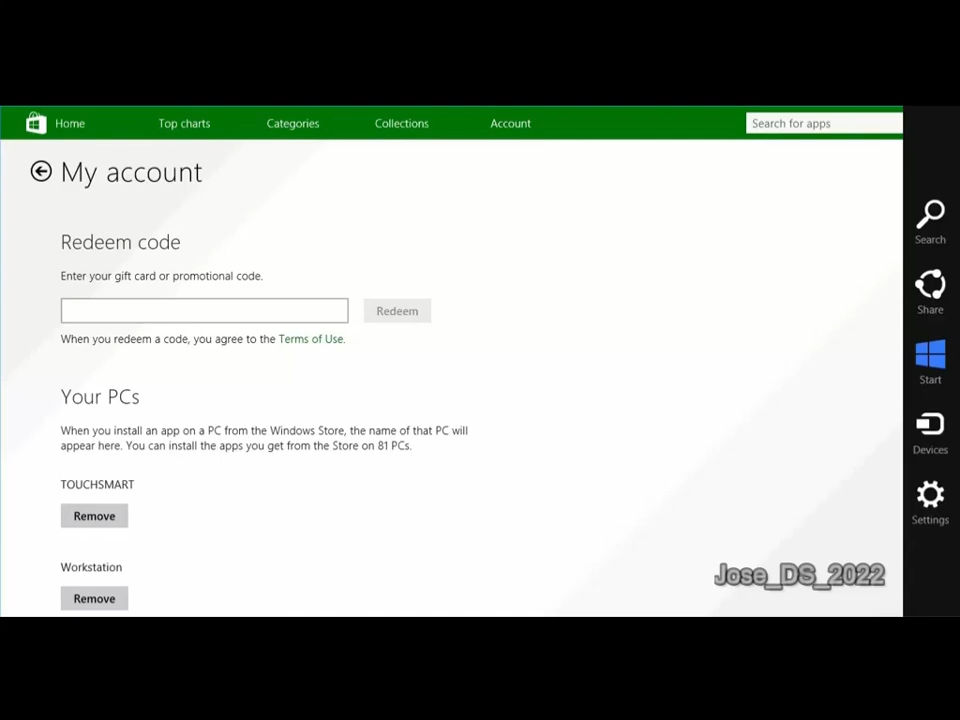 Home
Top charts
Categories
Collections
Account
Search for apps
My account
Redeem code
Enter your gift card or promotional code.
Redeem
When you redeem a code, you agree to the Terms of Use.
Your PCs
When you install an app on a PC from the Windows Store, the name of that PC will
appear here. You can install the apps you get from the Store on 81 PCs.
TOUCHSMART
Remove
Workstation
Remove
Search
Share
Start
Devices
Settings
Jose_DS_2022